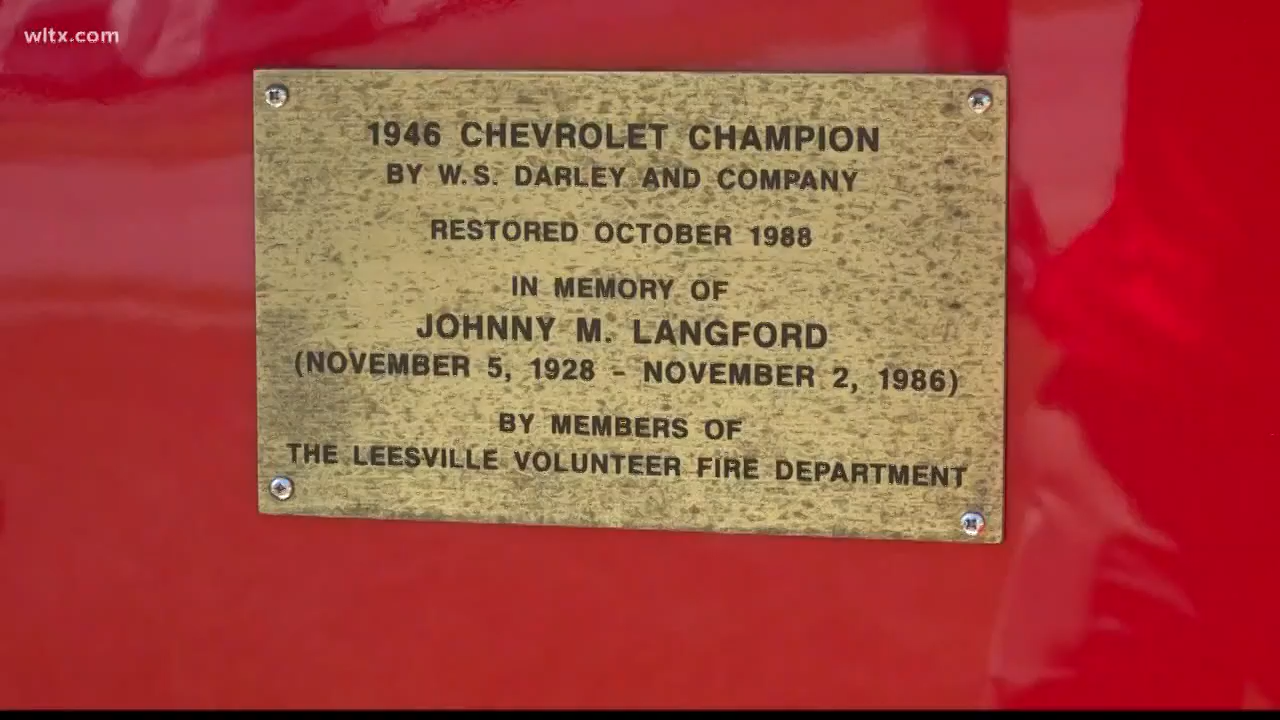 wltx.com
1946 CHEVROLET CHAMPION
BY W.S. DARLEY AND COMPANY
RESTORED OCTOBER 1988
IN MEMORY OF
JOHNNY M. LANGFORD
(NOVEMBER 5, 1928 - NOVEMBER 2, 1986)
BY MEMBERS OF
THE LEESVILLE VOLUNTEER FIRE DEPARTMENT